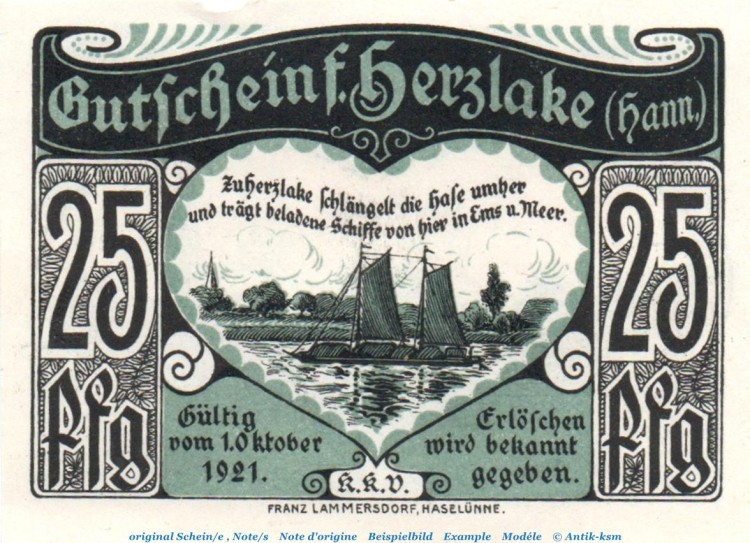 Gutschein f. Herzlake (Hann.)
Zu Herzlake schlängelt die Hase umher
und trägt beladene Schiffe von hier in Ems u. Meer.
25
Pfg
25
Pfg
Gültig
vom 1. Oktober
1921.
Erlöschen
wird bekannt
gegeben.
K.K.V.
FRANZ LAMMERSDORF, HASELÜNNE.
original Schein/e , Note/s Note d'origine Beispielbild Example Modéle © Antik-ksm